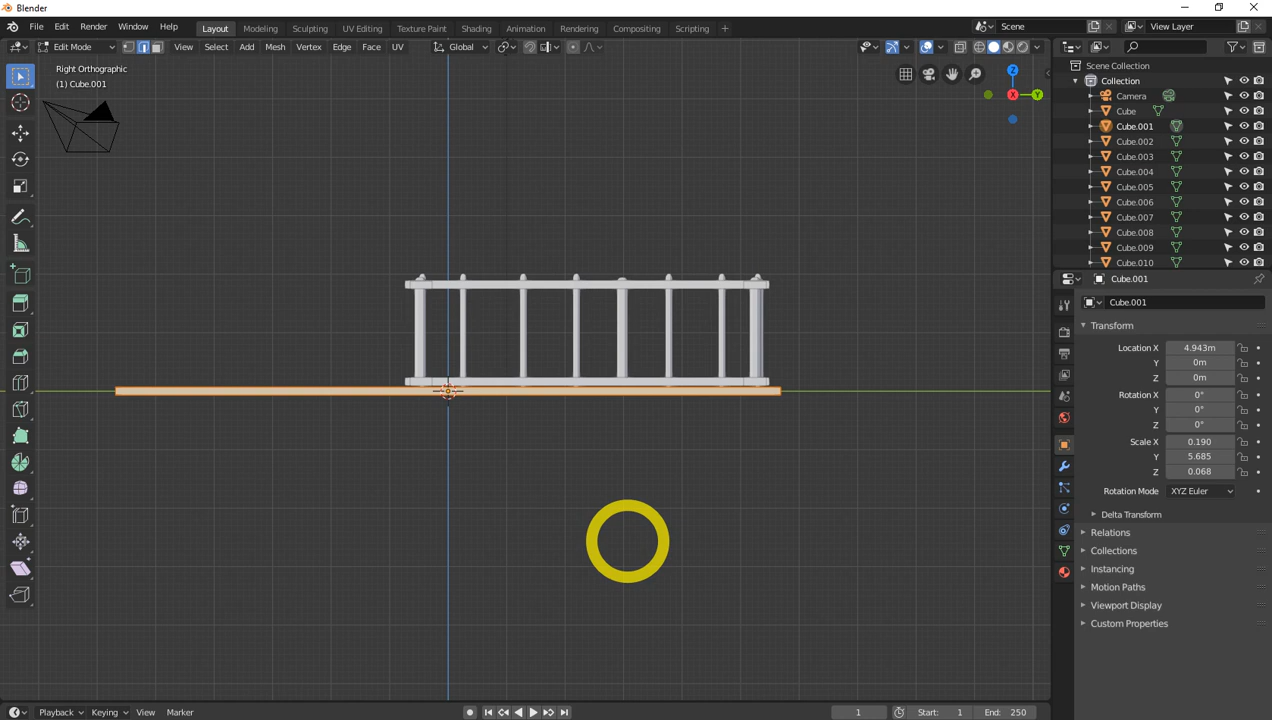 Blender
File Edit Render Window Help Layout Modeling Sculpting UV Editing Texture Paint Shading Animation Rendering Compositing Scripting + Scene View Layer
Edit Mode View Select Add Mesh Vertex Edge Face UV Global
Right Orthographic
(1) Cube.001
Z
X
Y
Scene Collection
Collection
Camera
Cube
Cube.001
Cube.002
Cube.003
Cube.004
Cube.005
Cube.006
Cube.007
Cube.008
Cube.009
Cube.010
Cube.001
Cube.001
Transform
Location X 4.943m
Y 0m
Z 0m
Rotation X 0°
Y 0°
Z 0°
Scale X 0.190
Y 5.685
Z 0.068
Rotation Mode XYZ Euler
Delta Transform
Relations
Collections
Instancing
Motion Paths
Viewport Display
Custom Properties
Playback Keying View Marker 1 Start: 1 End: 250